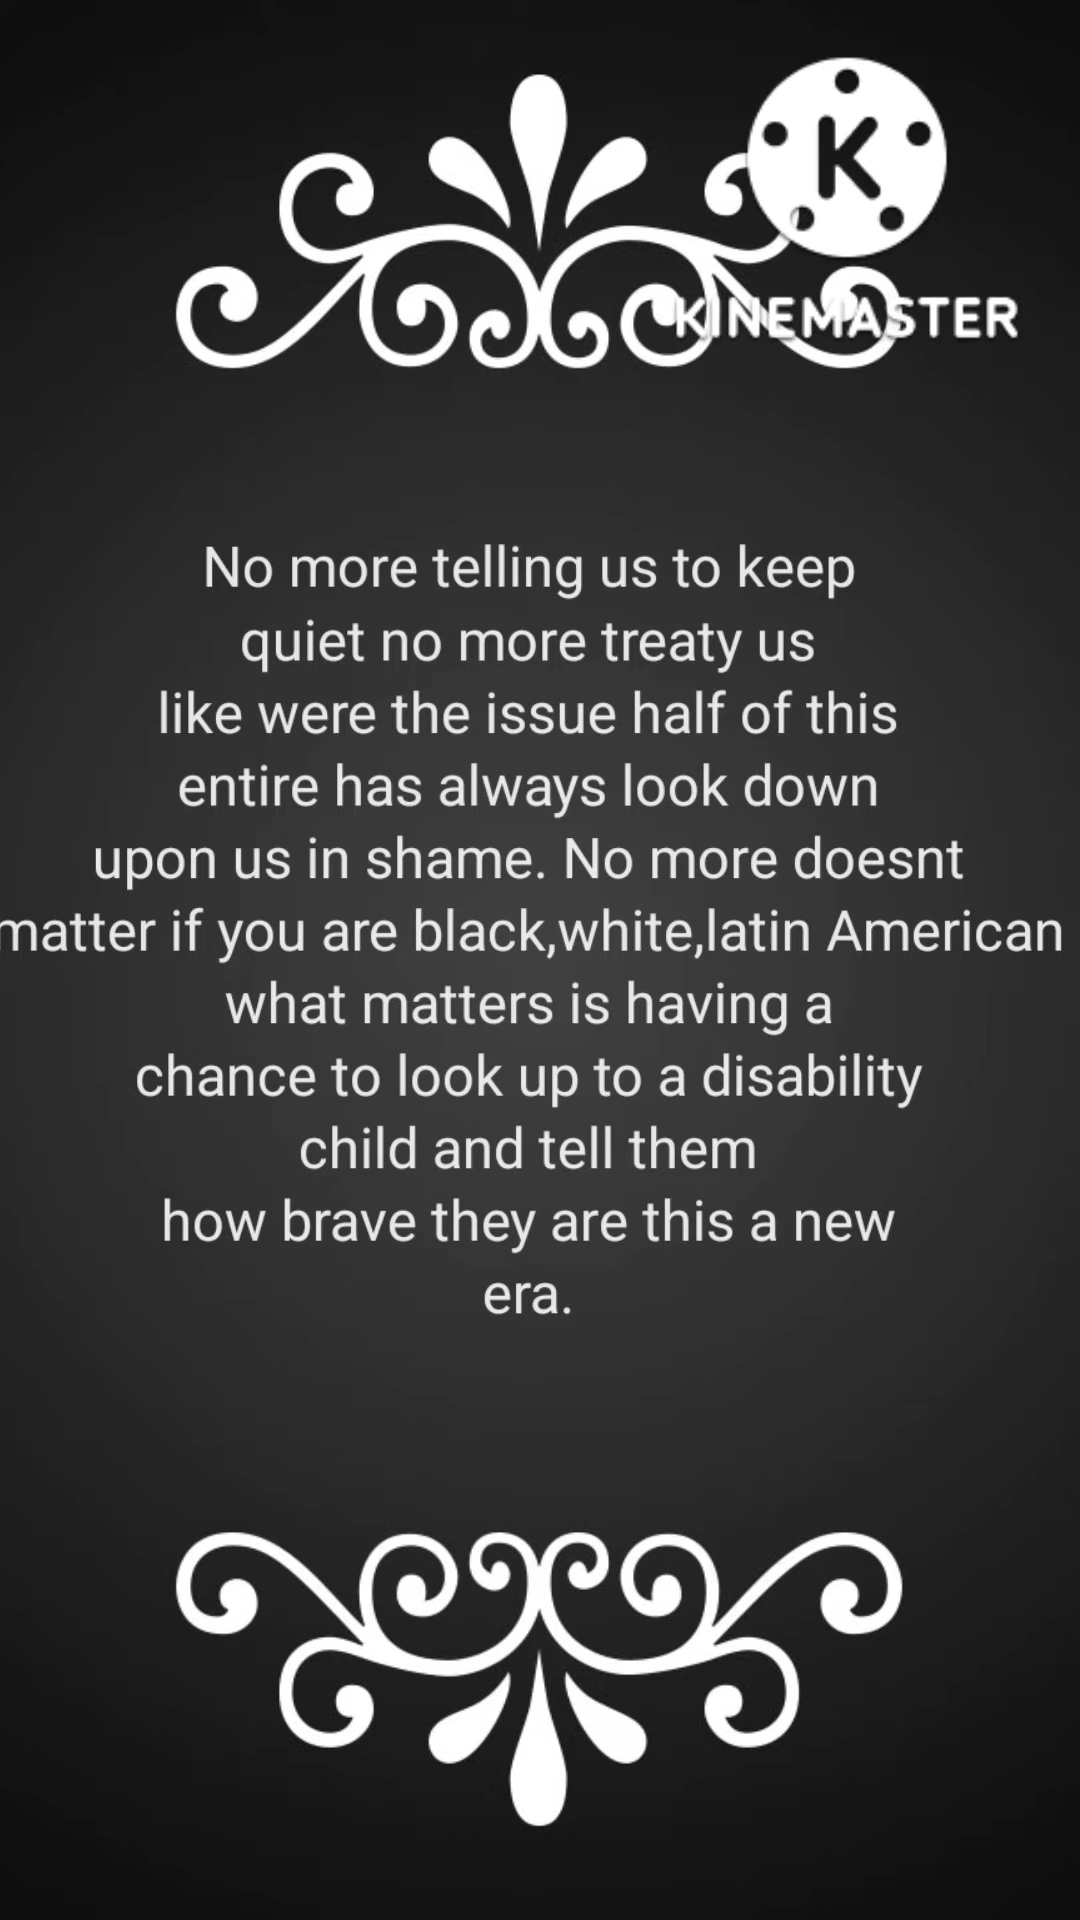 K
KINEMASTER
No more telling us to keep
quiet no more treaty us
like were the issue half of this
entire has always look down
upon us in shame. No more doesnt
matter if you are black,white,latin American
what matters is having a
chance to look up to a disability
child and tell them
how brave they are this a new
era.